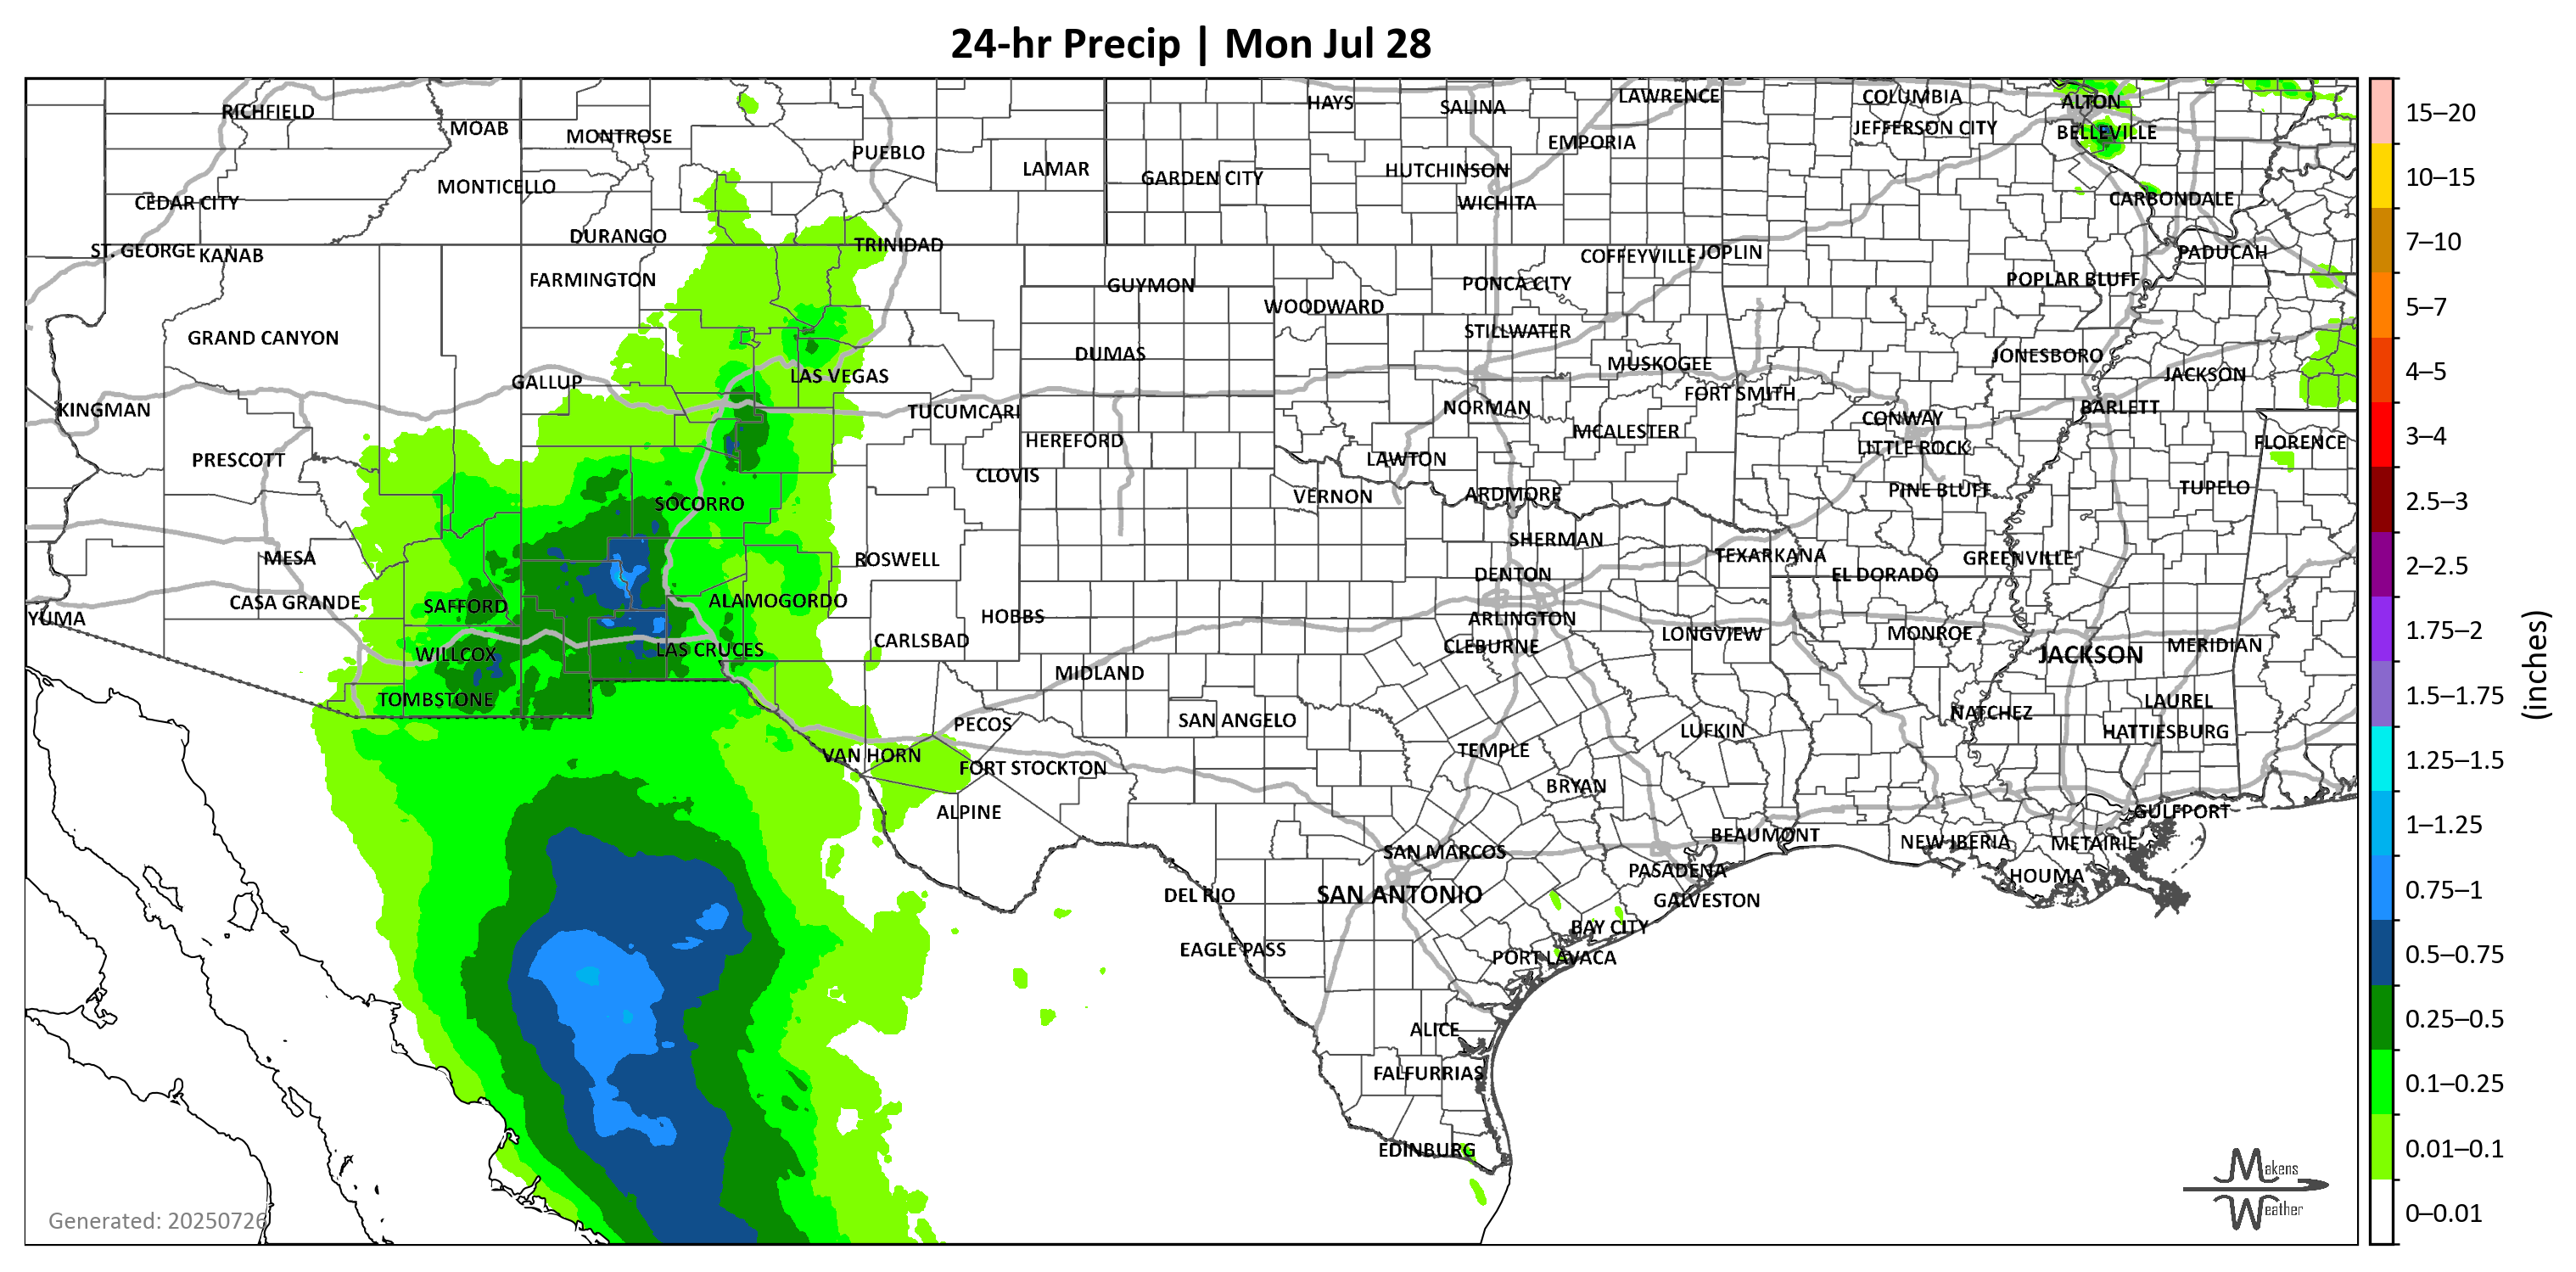 24-hr Precip | Mon Jul 28
RICHFIELD
MOAB
MONTROSE
PUEBLO
LAMAR
HAYS
SALINA
LAWRENCE
EMPORIA
COLUMBIA
JEFFERSON CITY
ALTON
BELLEVILLE
CEDAR CITY
MONTICELLO
GARDEN CITY
HUTCHINSON
WICHITA
CARBONDALE
ST. GEORGE
KANAB
DURANGO
TRINIDAD
FARMINGTON
GUYMON
WOODWARD
PONCA CITY
COFFEYVILLE
JOPLIN
POPLAR BLUFF
PADUCAH
GRAND CANYON
DUMAS
STILLWATER
MUSKOGEE
JONESBORO
JACKSON
KINGMAN
GALLUP
LAS VEGAS
TUCUMCARI
NORMAN
FORT SMITH
CONWAY
BARLETT
PRESCOTT
HEREFORD
CLOVIS
LAWTON
MCALESTER
LITTLE ROCK
FLORENCE
SOCORRO
VERNON
ARDMORE
PINE BLUFF
TUPELO
MESA
ROSWELL
SHERMAN
DENTON
TEXARKANA
EL DORADO
GREENVILLE
YUMA
CASA GRANDE
SAFFORD
ALAMOGORDO
HOBBS
ARLINGTON
CLEBURNE
LONGVIEW
MONROE
JACKSON
MERIDIAN
WILLCOX
LAS CRUCES
CARLSBAD
MIDLAND
TOMBSTONE
PECOS
SAN ANGELO
TEMPLE
LUFKIN
NATCHEZ
LAUREL
HATTIESBURG
VAN HORN
FORT STOCKTON
ALPINE
BRYAN
BEAUMONT
NEW IBERIA
METAIRIE
GULFPORT
SAN MARCOS
PASADENA
HOUMA
DEL RIO
SAN ANTONIO
GALVESTON
EAGLE PASS
BAY CITY
PORT LAVACA
ALICE
FALFURRIAS
EDINBURG
15–20
10–15
7–10
5–7
4–5
3–4
2.5–3
2–2.5
1.75–2
1.5–1.75
1.25–1.5
1–1.25
0.75–1
0.5–0.75
0.25–0.5
0.1–0.25
0.01–0.1
0–0.01
(inches)
Makens
Weather
Generated: 20250726